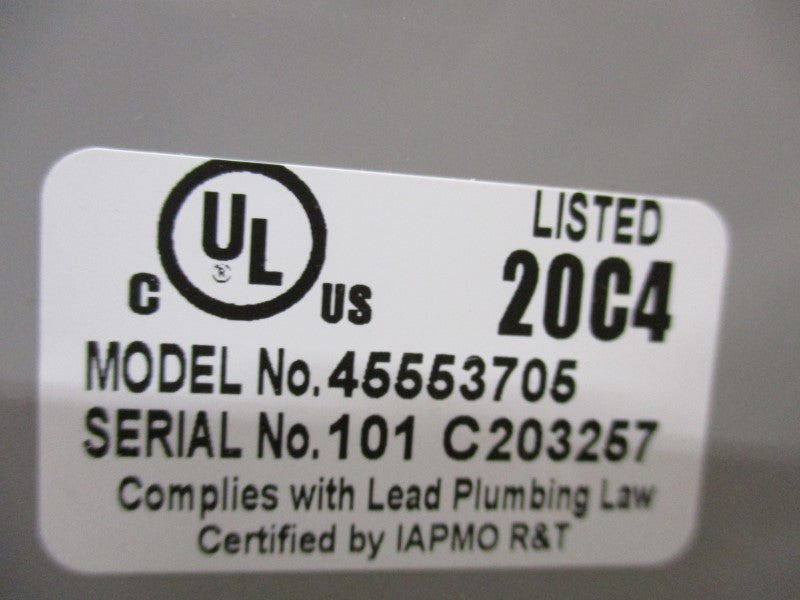 UL ®
C US
LISTED
20C4
MODEL No. 45553705
SERIAL No. 101 C203257
Complies with Lead Plumbing Law
Certified by IAPMO R&T